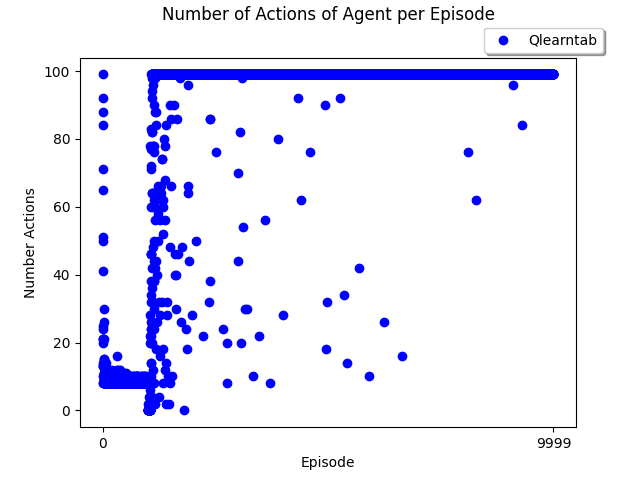 Number of Actions of Agent per Episode
Qlearntab
100
80
60
40
20
0
Number Actions
0
9999
Episode